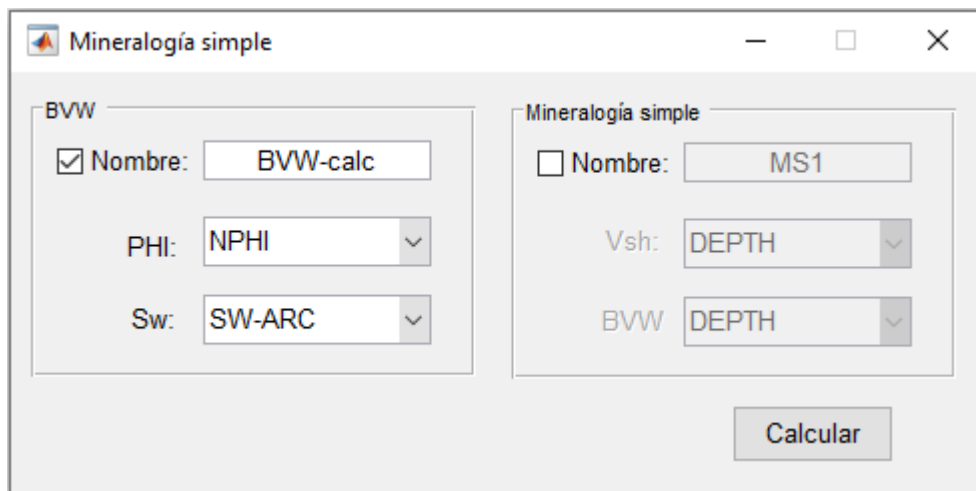 Mineralogía simple
BVW
Nombre: BVW-calc
PHI: NPHI
Sw: SW-ARC
Mineralogía simple
Nombre: MS1
Vsh: DEPTH
BVW DEPTH
Calcular